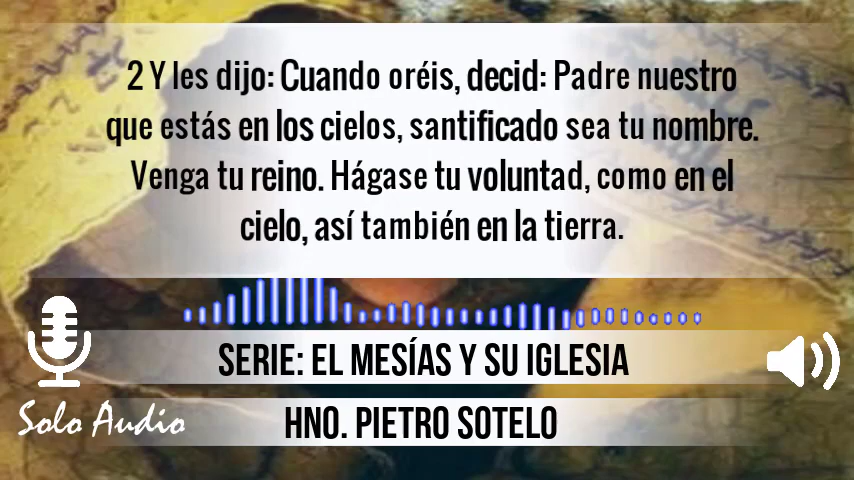 2 Y les dijo: Cuando oréis, decid: Padre nuestro
que estás en los cielos, santificado sea tu nombre.
Venga tu reino. Hágase tu voluntad, como en el
cielo, así también en la tierra.
SERIE: EL MESÍAS Y SU IGLESIA
Solo Audio
HNO. PIETRO SOTELO